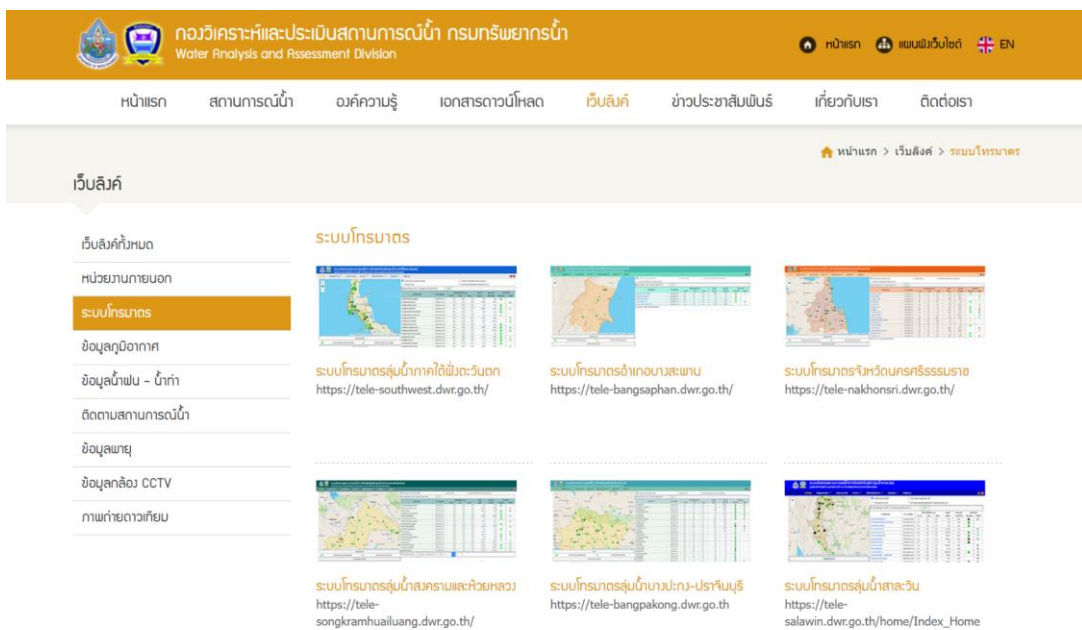 กองวิเคราะห์และประเมินสถานการณ์น้ำ กรมทรัพยากรน้ำ
Water Analysis and Assessment Division
หน้าแรก
แผนผังเว็บไซต์
EN
หน้าแรก
สถานการณ์น้ำ
องค์ความรู้
เอกสารดาวน์โหลด
เว็บลิงค์
ข่าวประชาสัมพันธ์
เกี่ยวกับเรา
ติดต่อเรา
หน้าแรก > เว็บลิงค์ > ระบบโทรมาตร
เว็บลิงค์
เว็บลิงค์ทั้งหมด
หน่วยงานภายนอก
ระบบโทรมาตร
ข้อมูลภูมิอากาศ
ข้อมูลน้ำฝน - น้ำท่า
ติดตามสถานการณ์น้ำ
ข้อมูลพายุ
ข้อมูลกล้อง CCTV
ภาพถ่ายดาวเทียม
ระบบโทรมาตร
ระบบโทรมาตรลุ่มน้ำภาคใต้ฝั่งตะวันตก
https://tele-southwest.dwr.go.th/
ระบบโทรมาตรอำเภอบางสะพาน
https://tele-bangsaphan.dwr.go.th/
ระบบโทรมาตรจังหวัดนครศรีธรรมราช
https://tele-nakhonsri.dwr.go.th/
ระบบโทรมาตรลุ่มน้ำสงครามและห้วยหลวง
https://tele-
songkramhuailuang.dwr.go.th/
ระบบโทรมาตรลุ่มน้ำบางปะกง-ปราจีนบุรี
https://tele-bangpakong.dwr.go.th
ระบบโทรมาตรลุ่มน้ำสาละวิน
https://tele-
salawin.dwr.go.th/home/Index_Home